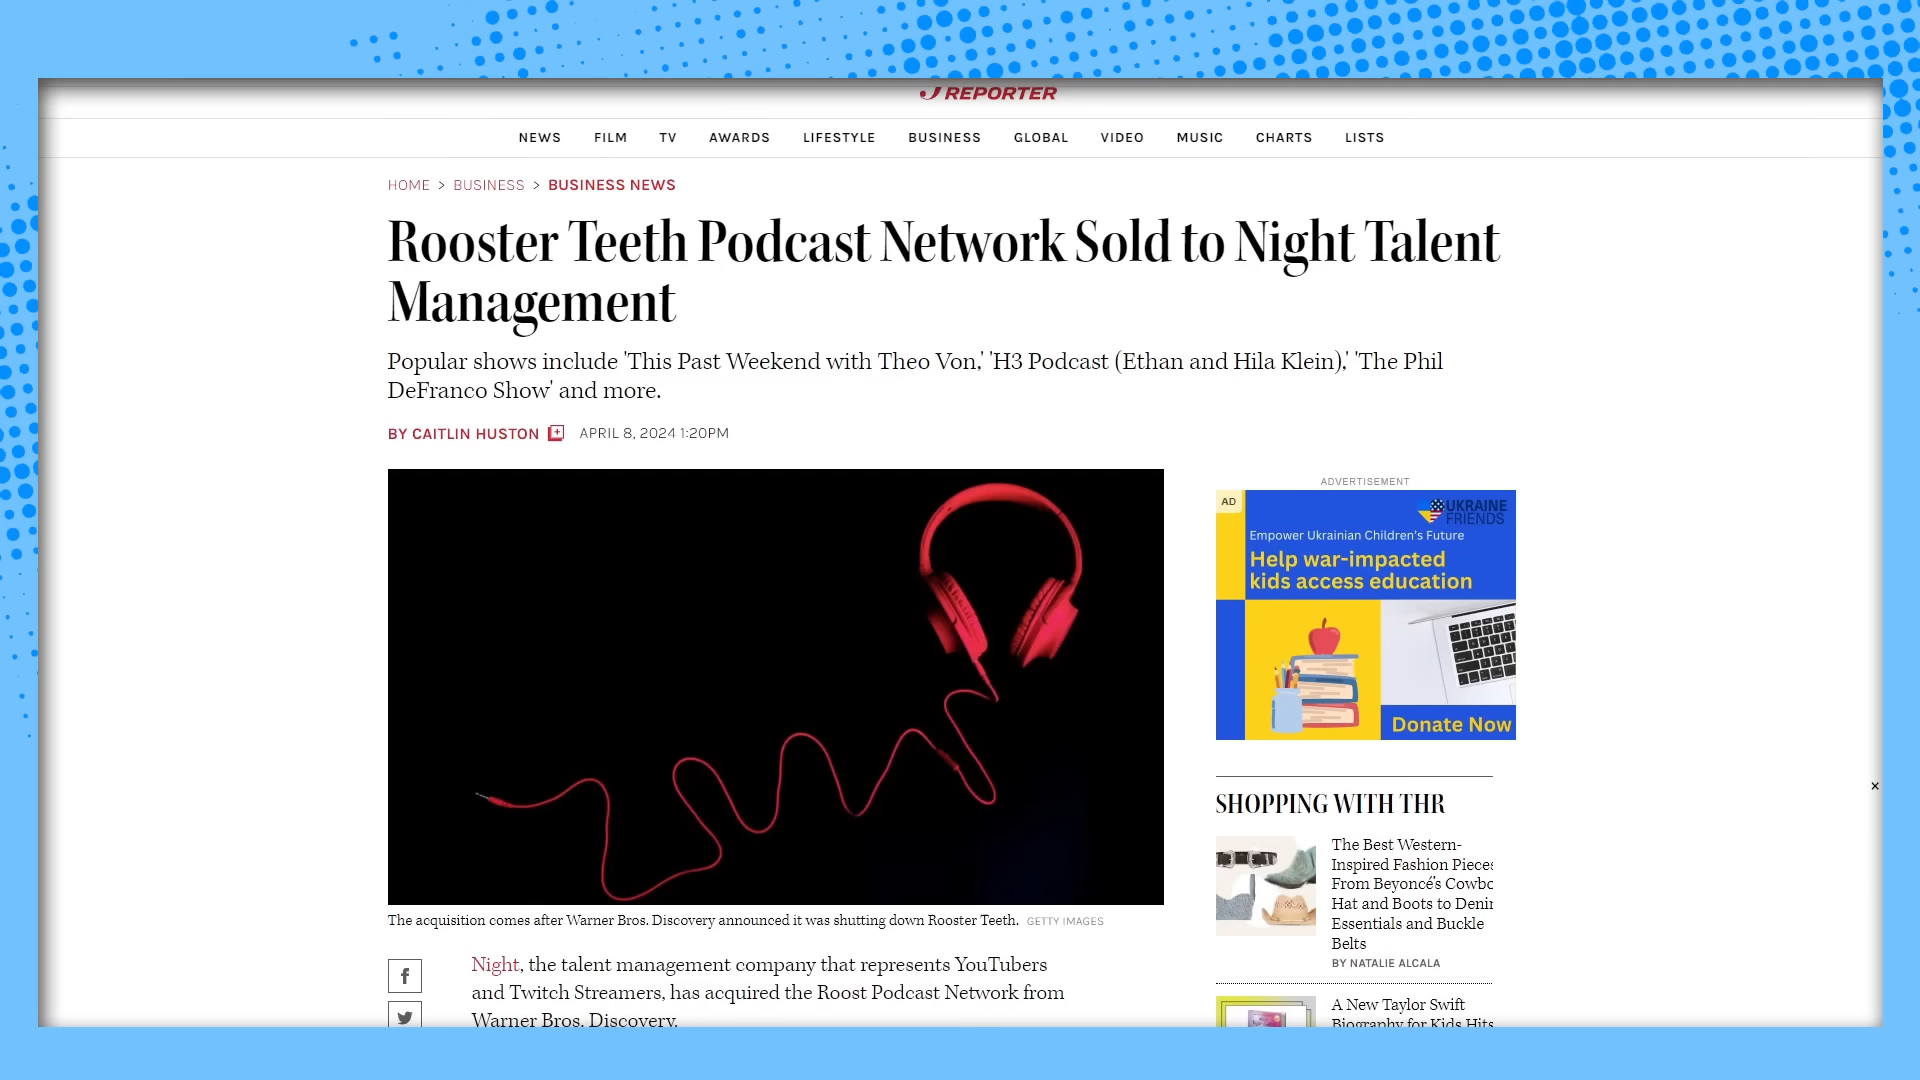 REPORTER
NEWS FILM TV AWARDS LIFESTYLE BUSINESS GLOBAL VIDEO MUSIC CHARTS LISTS
HOME > BUSINESS > BUSINESS NEWS
Rooster Teeth Podcast Network Sold to Night Talent
Management
Popular shows include 'This Past Weekend with Theo Von,' 'H3 Podcast (Ethan and Hila Klein),' 'The Phil
DeFranco Show' and more.
BY CAITLIN HUSTON APRIL 8, 2024 1:20PM
The acquisition comes after Warner Bros. Discovery announced it was shutting down Rooster Teeth. GETTY IMAGES
Night, the talent management company that represents YouTubers
and Twitch Streamers, has acquired the Roost Podcast Network from
Warner Bros. Discovery.
ADVERTISEMENT
AD
UKRAINE
FRIENDS
Empower Ukrainian Children's Future
Help war-impacted
kids access education
Donate Now
SHOPPING WITH THR
The Best Western-
Inspired Fashion Pieces
From Beyoncé's Cowbo
Hat and Boots to Denim
Essentials and Buckle
Belts
BY NATALIE ALCALA
A New Taylor Swift
Biography for Kids Hits